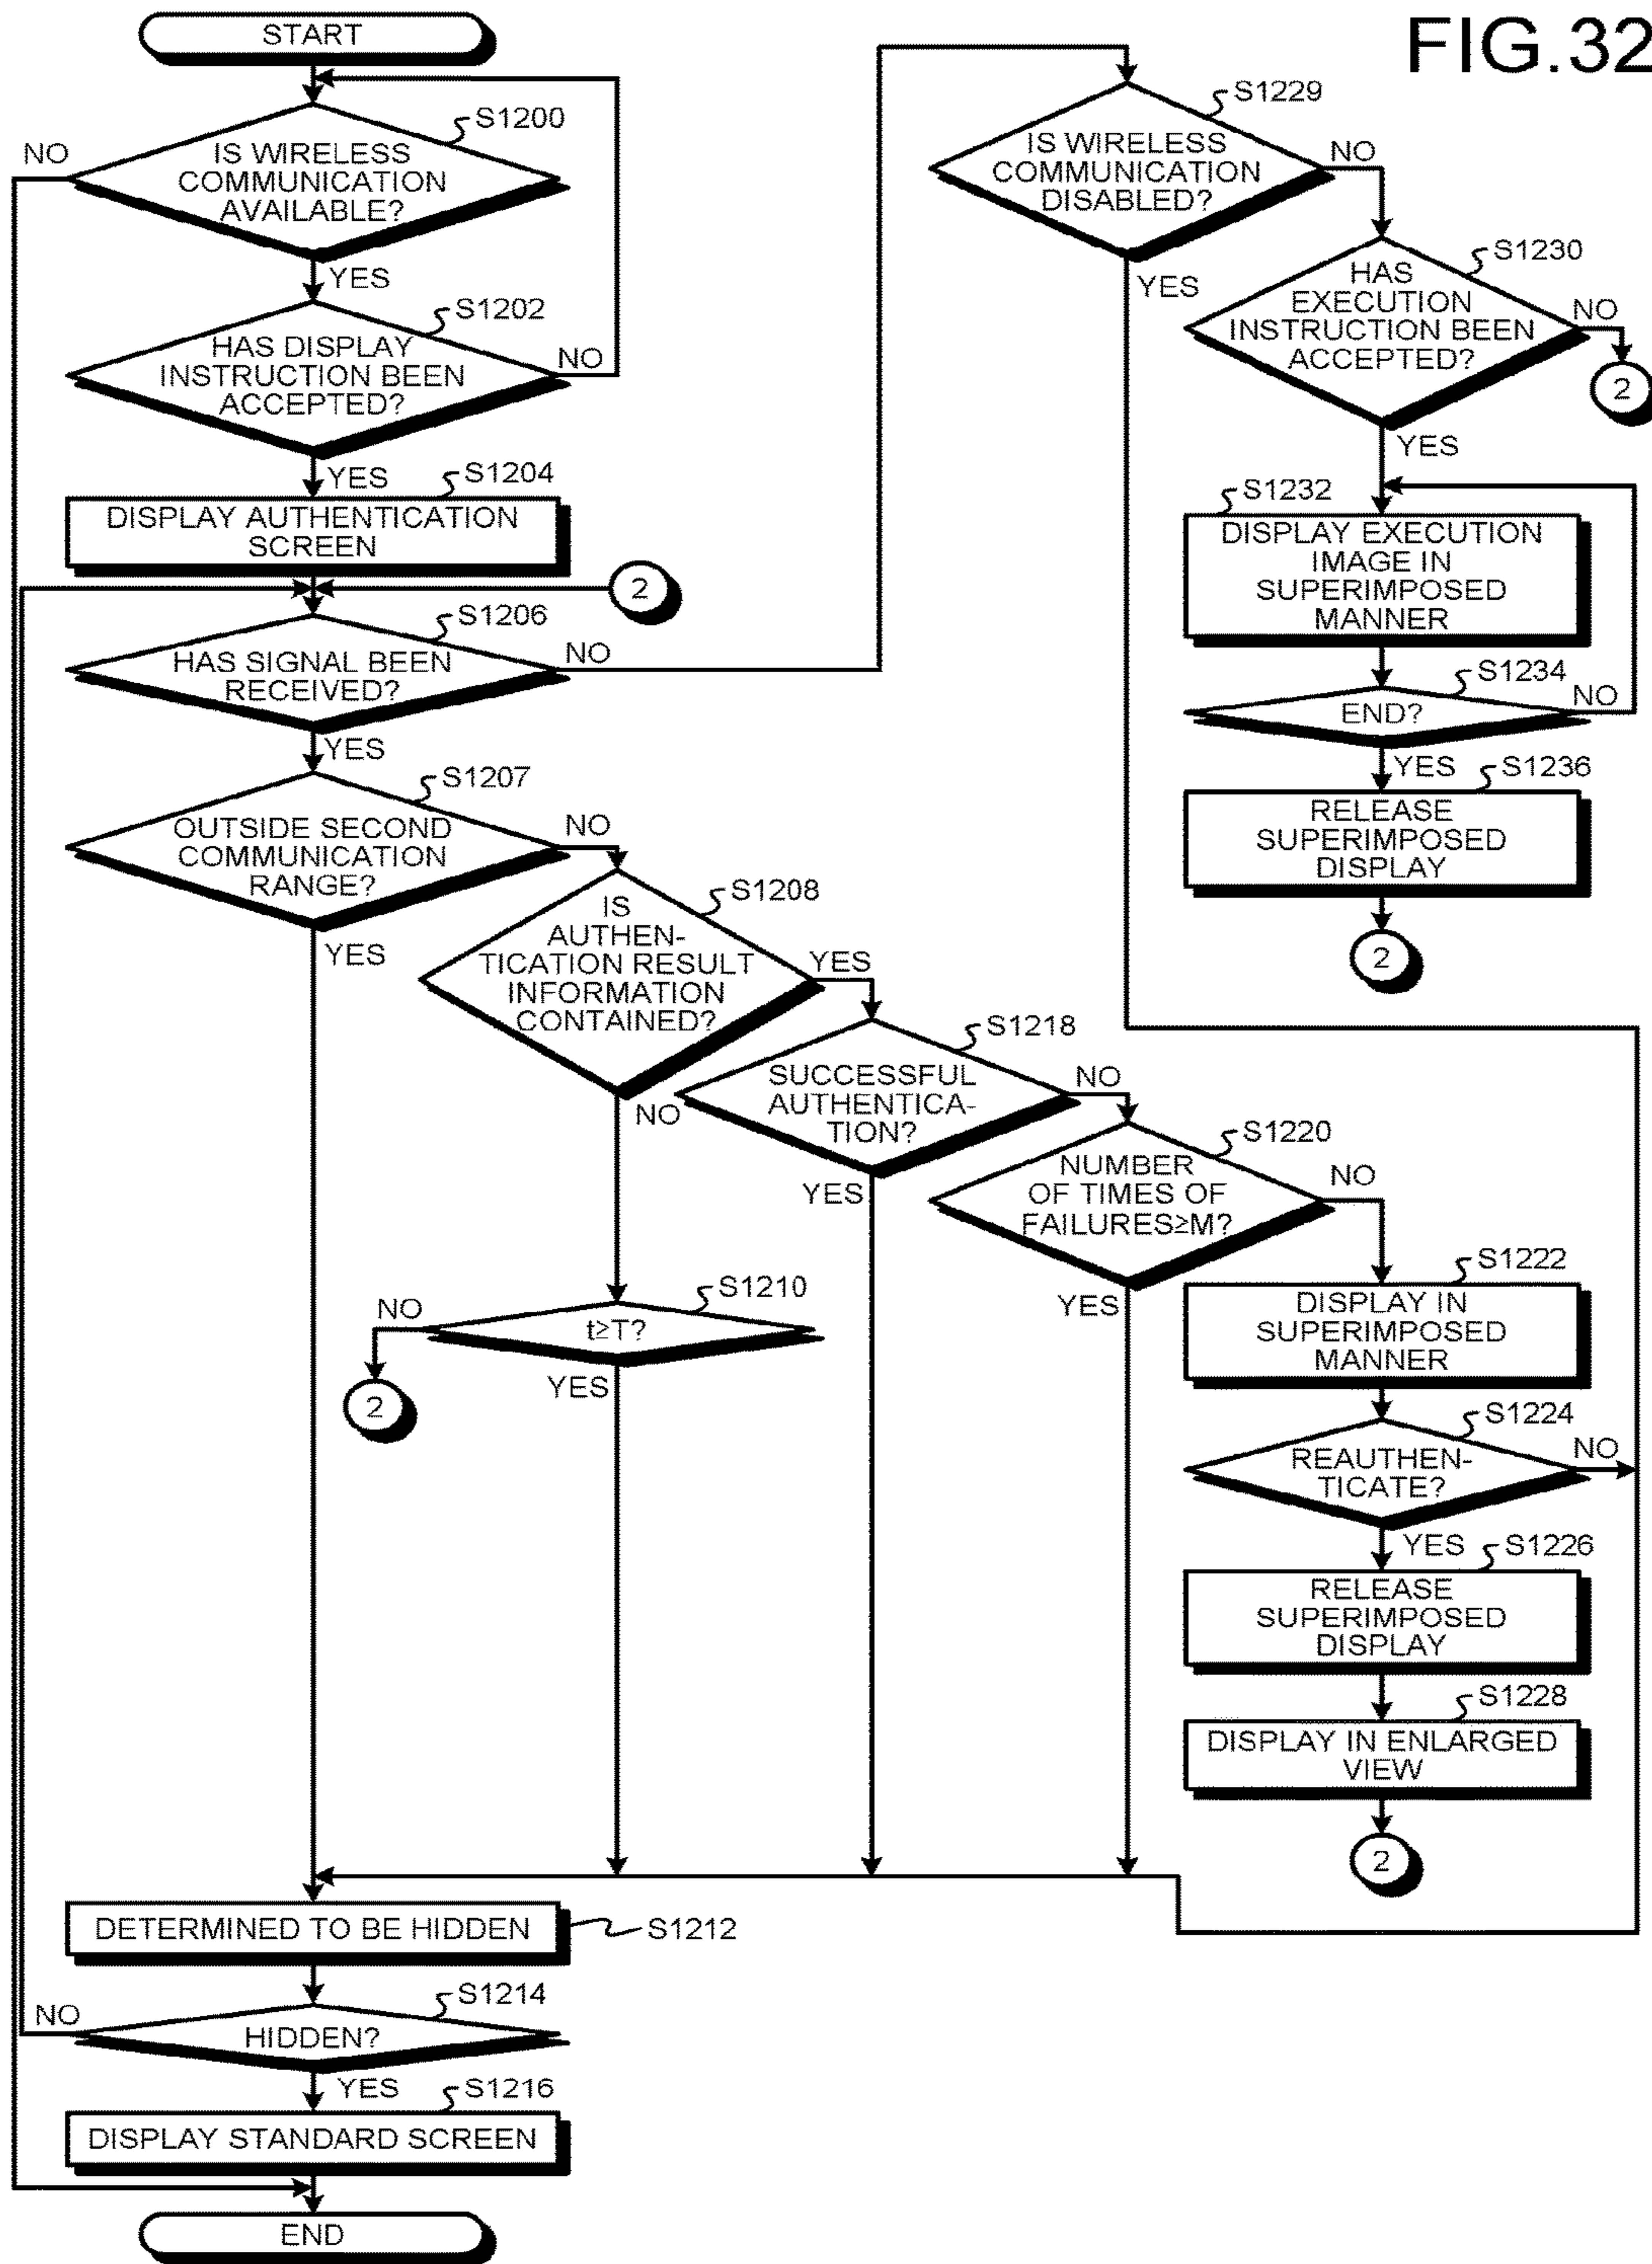 FIG.32
START
S1200
NO
IS WIRELESS
COMMUNICATION
AVAILABLE?
YES
S1202
HAS DISPLAY
INSTRUCTION BEEN
ACCEPTED?
NO
YES
S1204
DISPLAY AUTHENTICATION
SCREEN
2
S1206
HAS SIGNAL BEEN
RECEIVED?
NO
YES
S1207
OUTSIDE SECOND
COMMUNICATION
RANGE?
NO
YES
S1208
IS
AUTHEN-
TICATION RESULT
INFORMATION
CONTAINED?
YES
NO
S1210
t≥T?
NO
2
YES
S1218
SUCCESSFUL
AUTHENTICA-
TION?
NO
YES
S1220
NUMBER
OF TIMES OF
FAILURES≥M?
NO
YES
S1222
DISPLAY IN
SUPERIMPOSED
MANNER
S1224
REAUTHEN-
TICATE?
NO
YES
S1226
RELEASE
SUPERIMPOSED
DISPLAY
S1228
DISPLAY IN ENLARGED
VIEW
2
S1229
IS WIRELESS
COMMUNICATION
DISABLED?
NO
YES
S1230
HAS
EXECUTION
INSTRUCTION BEEN
ACCEPTED?
NO
2
YES
S1232
DISPLAY EXECUTION
IMAGE IN
SUPERIMPOSED
MANNER
S1234
END?
NO
YES
S1236
RELEASE
SUPERIMPOSED
DISPLAY
2
DETERMINED TO BE HIDDEN
S1212
S1214
NO
HIDDEN?
YES
S1216
DISPLAY STANDARD SCREEN
END